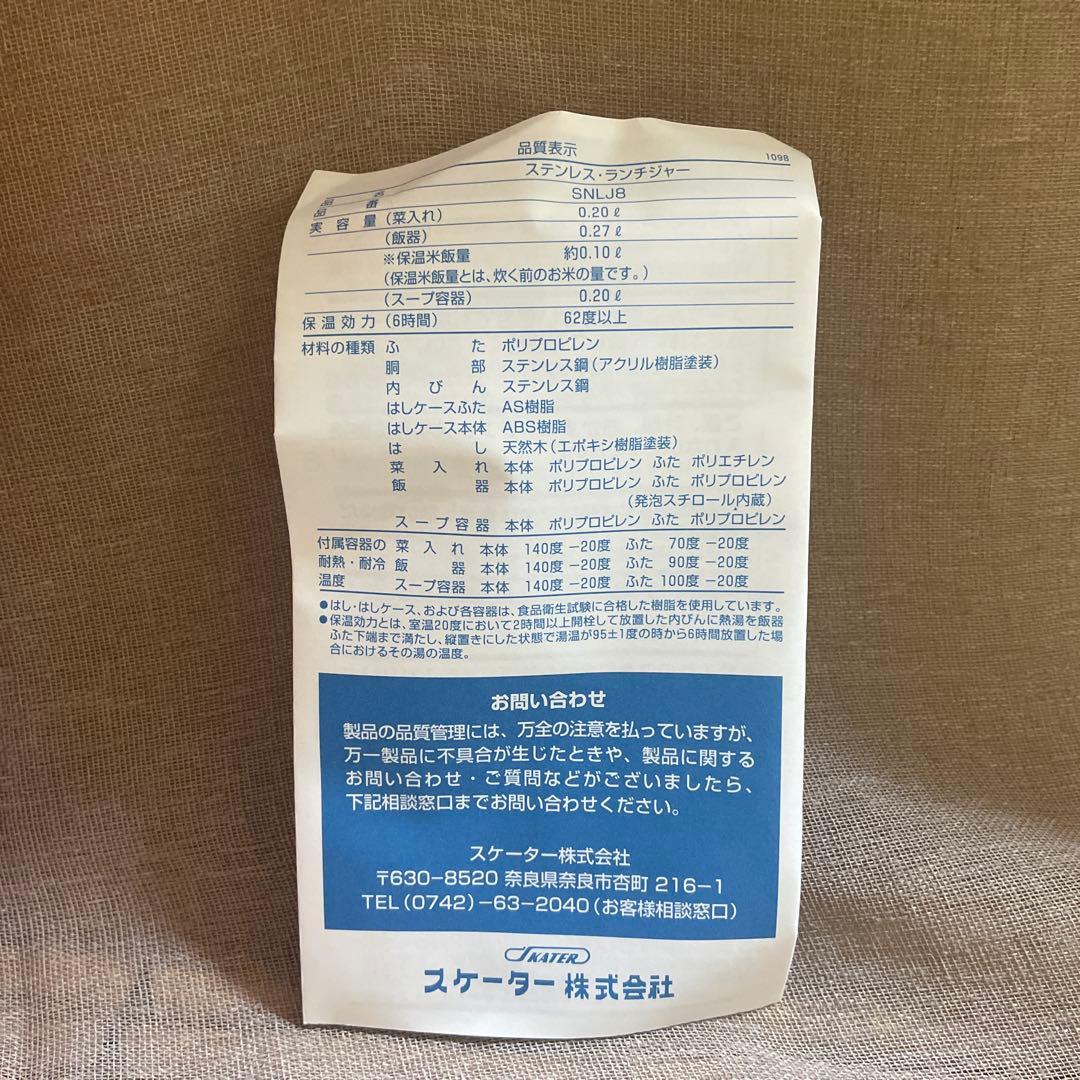 品質表示
1098
品名 ステンレス・ランチジャー
品番 SNLJ8
実容量 (菜入れ) 0.20ℓ
(飯器) 0.27ℓ
※保温米飯量 約0.10ℓ
(保温米飯量とは、炊く前のお米の量です。)
(スープ容器) 0.20ℓ
保温効力 (6時間) 62度以上
材料の種類 ふた ポリプロピレン
胴部 ステンレス鋼(アクリル樹脂塗装)
内びん ステンレス鋼
はしケースふた AS樹脂
はしケース本体 ABS樹脂
はし 天然木(エポキシ樹脂塗装)
菜入れ 本体 ポリプロピレン ふた ポリエチレン
飯器 本体 ポリプロピレン ふた ポリプロピレン
(発泡スチロール内蔵)
スープ容器 本体 ポリプロピレン ふた ポリプロピレン
付属容器の 菜入れ 本体 140度 −20度 ふた 70度 −20度
耐熱・耐冷 飯器 本体 140度 −20度 ふた 90度 −20度
温度 スープ容器 本体 140度 −20度 ふた 100度 −20度
●はし・はしケース、および各容器は、食品衛生試験に合格した樹脂を使用しています。
●保温効力とは、室温20度において2時間以上開栓して放置した内びんに熱湯を飯器
ふた下端まで満たし、縦置きにした状態で湯温が95±1度の時から6時間放置した場
合におけるその湯の温度。
お問い合わせ
製品の品質管理には、万全の注意を払っていますが、
万一製品に不具合が生じたときや、製品に関する
お問い合わせ・ご質問などがございましたら、
下記相談窓口までお問い合わせください。
スケーター株式会社
〒630−8520 奈良県奈良市杏町 216−1
TEL(0742)−63−2040(お客様相談窓口)
SKATER
スケーター株式会社